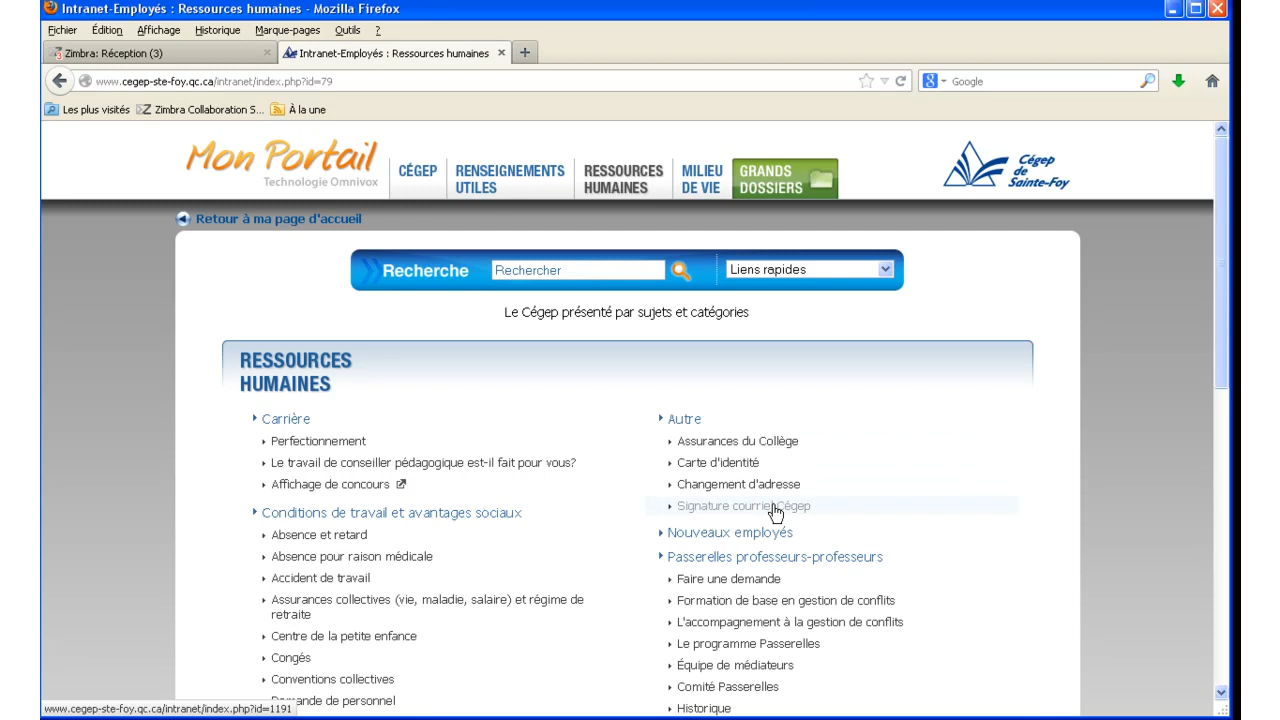 Intranet-Employés : Ressources humaines - Mozilla Firefox
Fichier Édition Affichage Historique Marque-pages Outils ?
Zimbra: Réception (3) Intranet-Employés : Ressources humaines
www.cegep-ste-foy.qc.ca/intranet/index.php?id=79 Google
Les plus visités Zimbra Collaboration S... À la une
Mon Portail
Technologie Omnivox
CÉGEP
RENSEIGNEMENTS
UTILES
RESSOURCES
HUMAINES
MILIEU
DE VIE
GRANDS
DOSSIERS
Cégep
de
Sainte-Foy
Retour à ma page d'accueil
Recherche Rechercher Liens rapides
Le Cégep présenté par sujets et catégories
RESSOURCES
HUMAINES
Carrière
Perfectionnement
Le travail de conseiller pédagogique est-il fait pour vous?
Affichage de concours
Conditions de travail et avantages sociaux
Absence et retard
Absence pour raison médicale
Accident de travail
Assurances collectives (vie, maladie, salaire) et régime de
retraite
Centre de la petite enfance
Congés
Conventions collectives
Demande de personnel
Autre
Assurances du Collège
Carte d'identité
Changement d'adresse
Signature courriel Cégep
Nouveaux employés
Passerelles professeurs-professeurs
Faire une demande
Formation de base en gestion de conflits
L'accompagnement à la gestion de conflits
Le programme Passerelles
Équipe de médiateurs
Comité Passerelles
Historique
www.cegep-ste-foy.qc.ca/intranet/index.php?id=1191